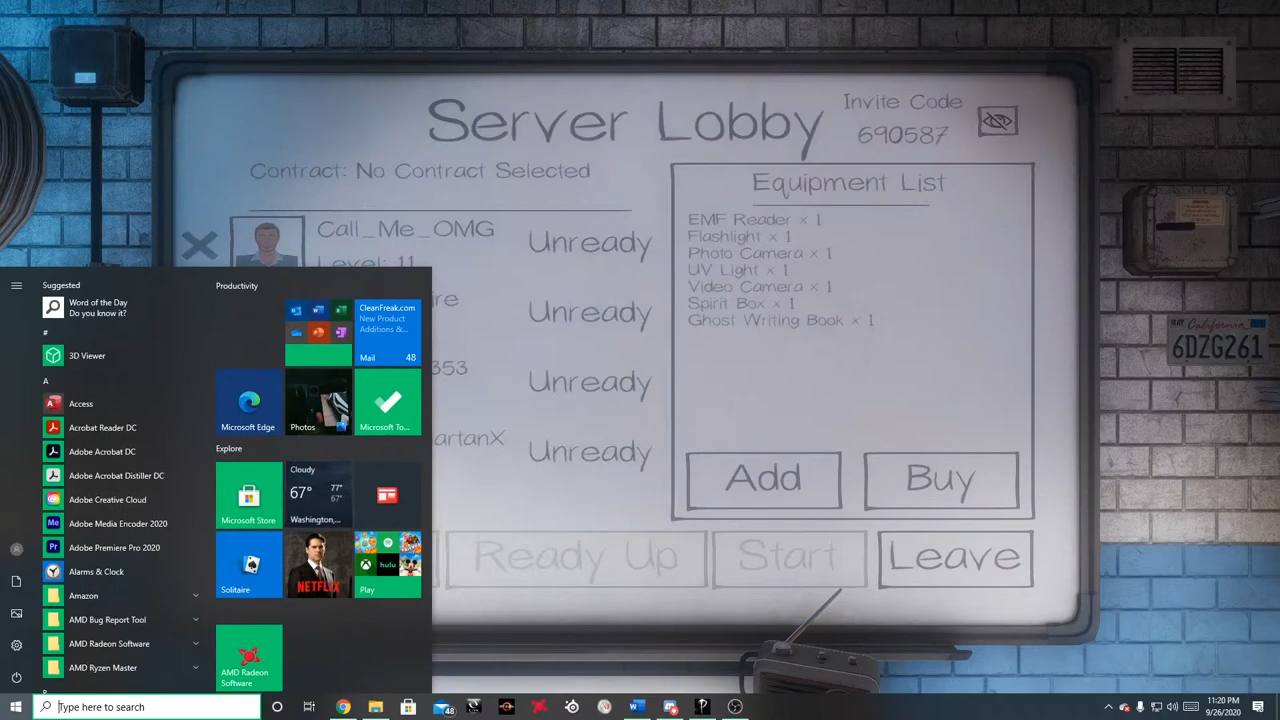 Server Lobby
Invite Code
690587
Contract: No Contract Selected
Call_Me_OMG
Level: 11
Unready
Unready
353
Unready
artanX
Unready
Equipment List
EMF Reader × 1
Flashlight × 1
Photo Camera × 1
UV Light × 1
Video Camera × 1
Spirit Box × 1
Ghost Writing Book × 1
Add
Buy
Ready Up
Start
Leave
California
6DZG261
Suggested
Word of the Day
Do you know it?
#
3D Viewer
A
Access
Acrobat Reader DC
Adobe Acrobat DC
Adobe Acrobat Distiller DC
Adobe Creative Cloud
Adobe Media Encoder 2020
Adobe Premiere Pro 2020
Alarms & Clock
Amazon
AMD Bug Report Tool
AMD Radeon Software
AMD Ryzen Master
Productivity
CleanFreak.com
New Product
Additions &...
Mail 48
Microsoft Edge
Photos
Microsoft To...
Explore
Microsoft Store
Cloudy
67° 77°
67°
Washington,...
Solitaire
NETFLIX
hulu
Play
AMD Radeon
Software
Type here to search
48
11:20 PM
9/26/2020